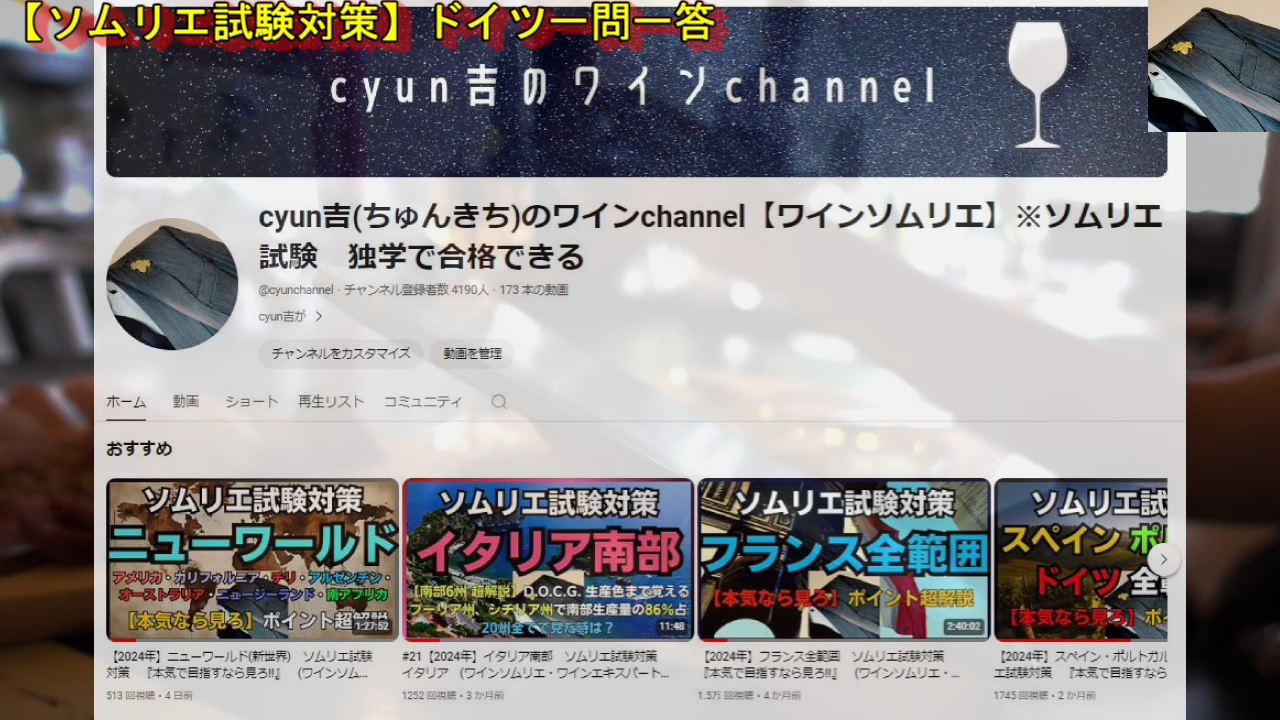 【ソムリエ試験対策】ドイツ一問一答
cyun吉のワインchannel
cyun吉(ちゅんきち)のワインchannel【ワインソムリエ】※ソムリエ
試験　独学で合格できる
@cyunchannel · チャンネル登録者数 4190人 · 173 本の動画
cyun吉が
チャンネルをカスタマイズ
動画を管理
ホーム 動画 ショート 再生リスト コミュニティ
おすすめ
ソムリエ試験対策
ニューワールド
アメリカ・カリフォルニア・チリ・アルゼンチン・
オーストラリア・ニュージーランド・南アフリカ
【本気なら見ろ】ポイント超解説
1:27:52
【2024年】ニューワールド(新世界)　ソムリエ試験
対策　『本気で目指すなら見ろ!!』　(ワインソム...
513 回視聴・4 日前
ソムリエ試験対策
イタリア南部
【南部6州 超解説】D.O.C.G. 生産色まで覚える
プーリア州、シチリア州で南部生産量の86%占
20州全てで見た時は？
11:48
#21【2024年】イタリア南部　ソムリエ試験対策
イタリア　(ワインソムリエ・ワインエキスパート...
1252 回視聴・3 か月前
ソムリエ試験対策
フランス全範囲
【本気なら見ろ】ポイント超解説
2:40:02
【2024年】フランス全範囲　ソムリエ試験対策
『本気で目指すなら見ろ!!』　(ワインソムリエ・...
1.5万 回視聴・4 か月前
ソムリエ試
スペイン ポル
ドイツ 全
【本気なら見ろ】ポ
【2024年】スペイン・ポルトガル
エ試験対策　『本気で目指すなら
1745 回視聴・2 か月前